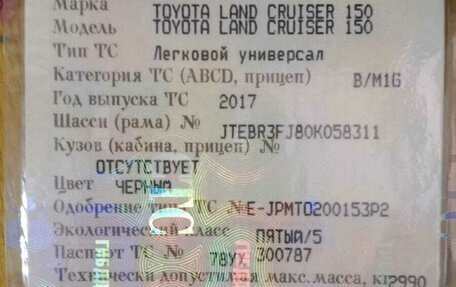 Марка TOYOTA LAND CRUISER 150
Модель TOYOTA LAND CRUISER 150
Тип ТС Легковой универсал
Категория ТС (ABCD, прицеп) B/M1G
Год выпуска ТС 2017
Шасси (рама) № JTEBR3FJ80K058311
Кузов (кабина, прицеп) №
ОТСУТСТВУЕТ
Цвет ЧЕРНЫЙ
Одобрение типа ТС № E-JPMT0200153P2
Экологический класс ПЯТЫЙ/5
Паспорт ТС № 78УХ 300787
Технически допустимая макс.масса, кг 2990